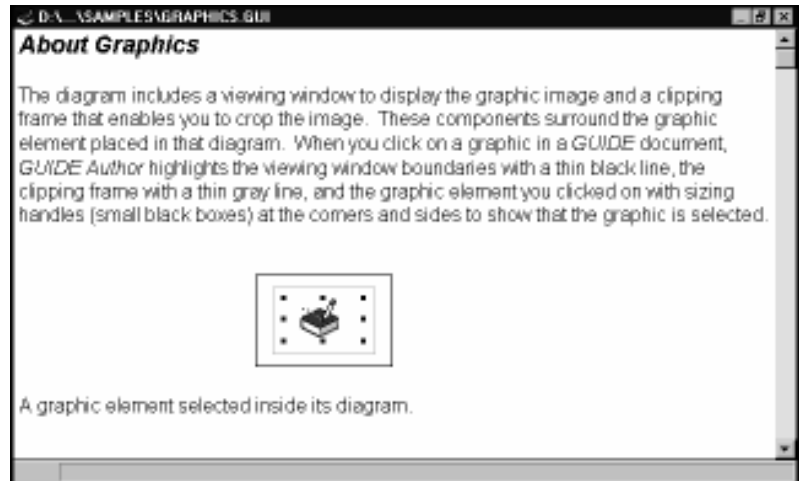 D:\...\SAMPLES\GRAPHICS.GUI
About Graphics
The diagram includes a viewing window to display the graphic image and a clipping
frame that enables you to crop the image. These components surround the graphic
element placed in that diagram. When you click on a graphic in a GUIDE document,
GUIDE Author highlights the viewing window boundaries with a thin black line, the
clipping frame with a thin gray line, and the graphic element you clicked on with sizing
handles (small black boxes) at the corners and sides to show that the graphic is selected.
A graphic element selected inside its diagram.